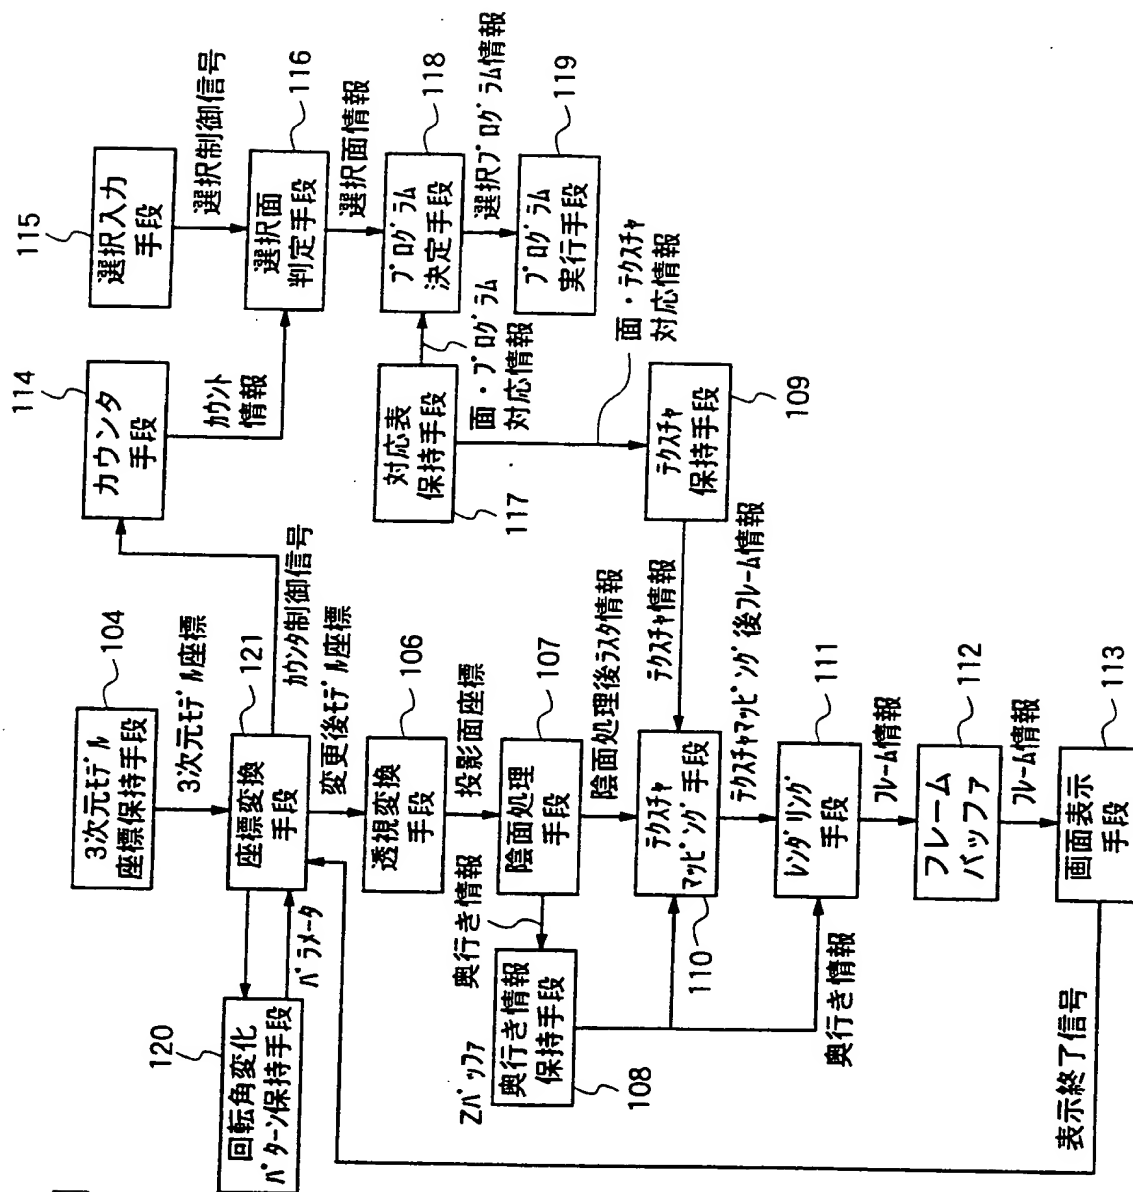 115
選択入力
手段
選択制御信号
116
選択面
判定手段
選択面情報
118
プログラム
決定手段
選択プログラム情報
119
プログラム
実行手段
114
カウンタ
手段
カウント
情報
対応表
保持手段
117
面・プログラム
対応情報
面・テクスチャ
対応情報
テクスチャ
保持手段
109
104
3次元モデル
座標保持手段
3次元モデル座標
121
座標変換
手段
カウンタ制御信号
変更後モデル座標
106
透視変換
手段
投影面座標
107
陰面処理
手段
陰面処理後ラスタ情報
テクスチャ情報
テクスチャ
マッピング手段
110
テクスチャマッピング後フレーム情報
111
レンダリング
手段
フレーム情報
112
フレーム
バッファ
フレーム情報
113
画面表示
手段
120
回転角変化
パターン保持手段
パラメータ
奥行き情報
Zバッファ
奥行き情報
保持手段
108
奥行き情報
表示終了信号